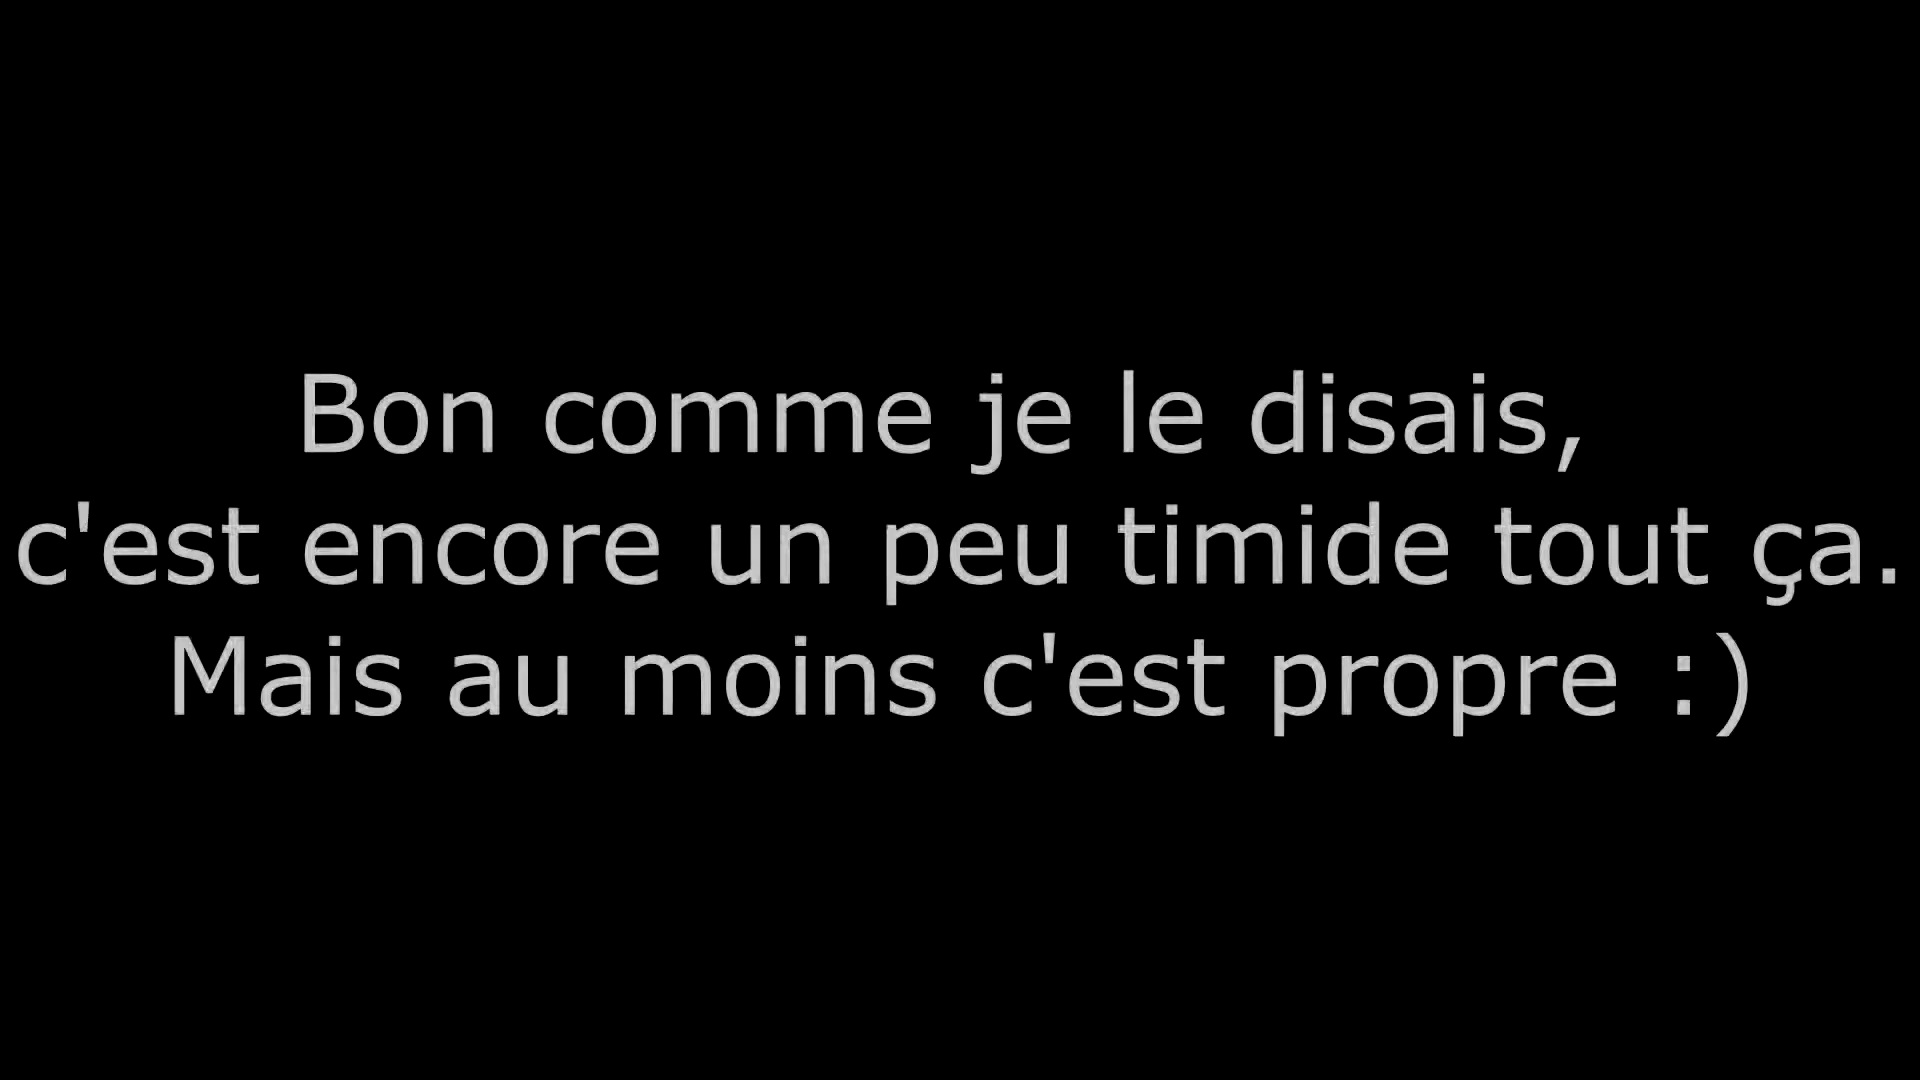 Bon comme je le disais,
c'est encore un peu timide tout ça.
Mais au moins c'est propre :)